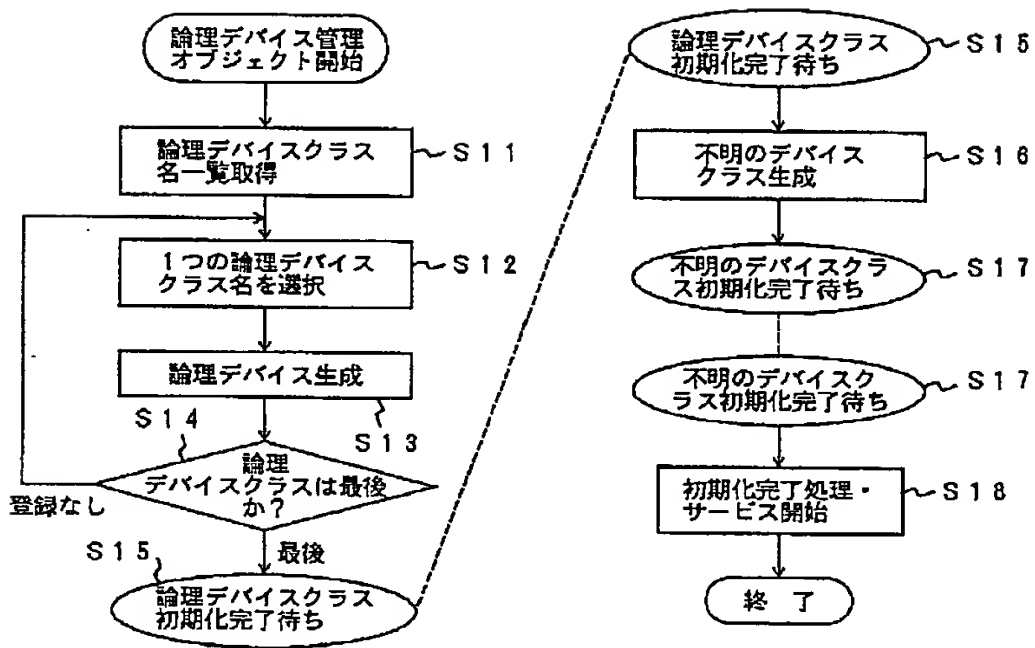 論理デバイス管理
オブジェクト開始
論理デバイスクラス
名一覧取得
S11
1つの論理デバイス
クラス名を選択
S12
論理デバイス生成
S13
S14
論理
デバイスクラスは最後
か?
登録なし
最後
S15
論理デバイスクラス
初期化完了待ち
論理デバイスクラス
初期化完了待ち
S15
不明のデバイス
クラス生成
S16
不明のデバイスクラ
ス初期化完了待ち
S17
不明のデバイスク
ラス初期化完了待ち
S17
初期化完了処理・
サービス開始
S18
終 了